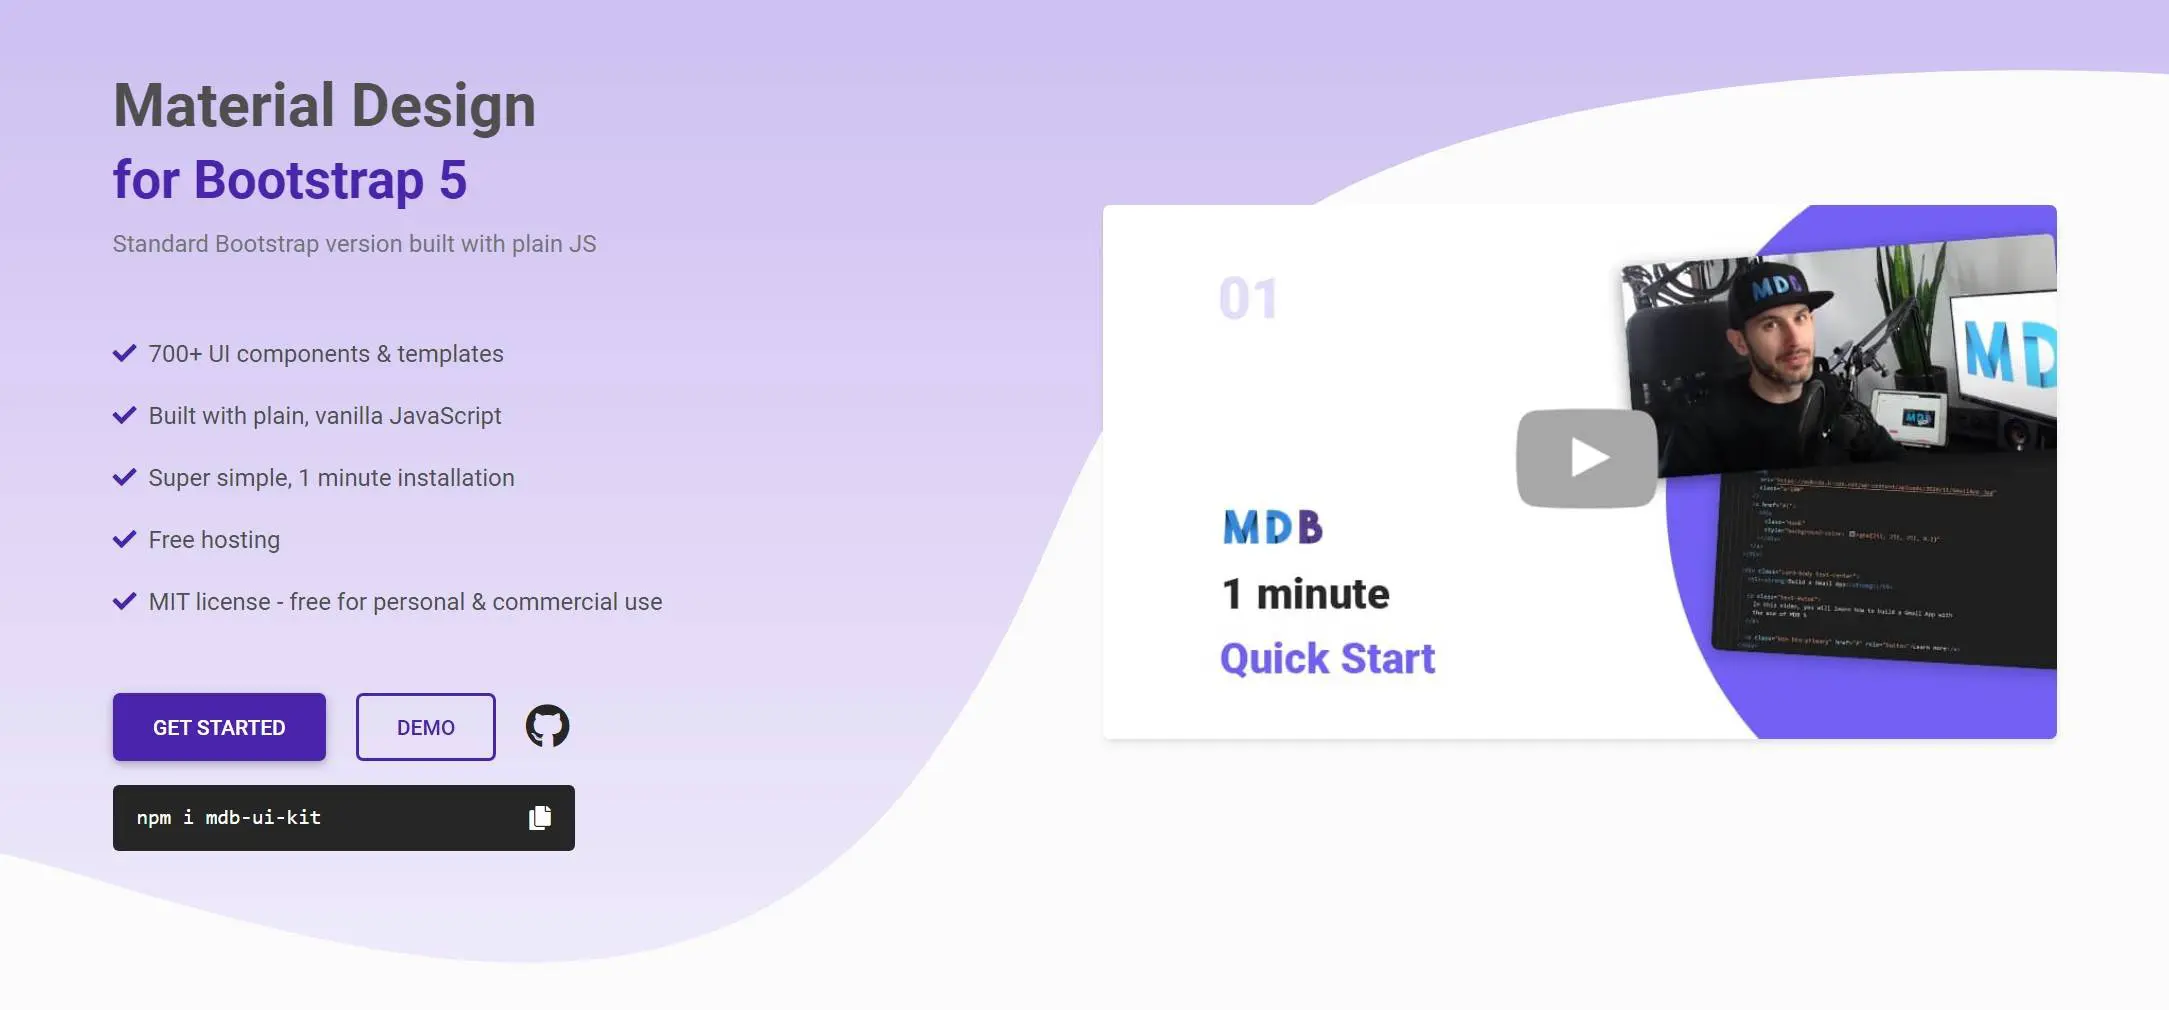 Material Design
for Bootstrap 5
Standard Bootstrap version built with plain JS
700+ UI components & templates
Built with plain, vanilla JavaScript
Super simple, 1 minute installation
Free hosting
MIT license - free for personal & commercial use
GET STARTED
DEMO
npm i mdb-ui-kit
01
MDB
1 minute
Quick Start
MDB
MD
MDB